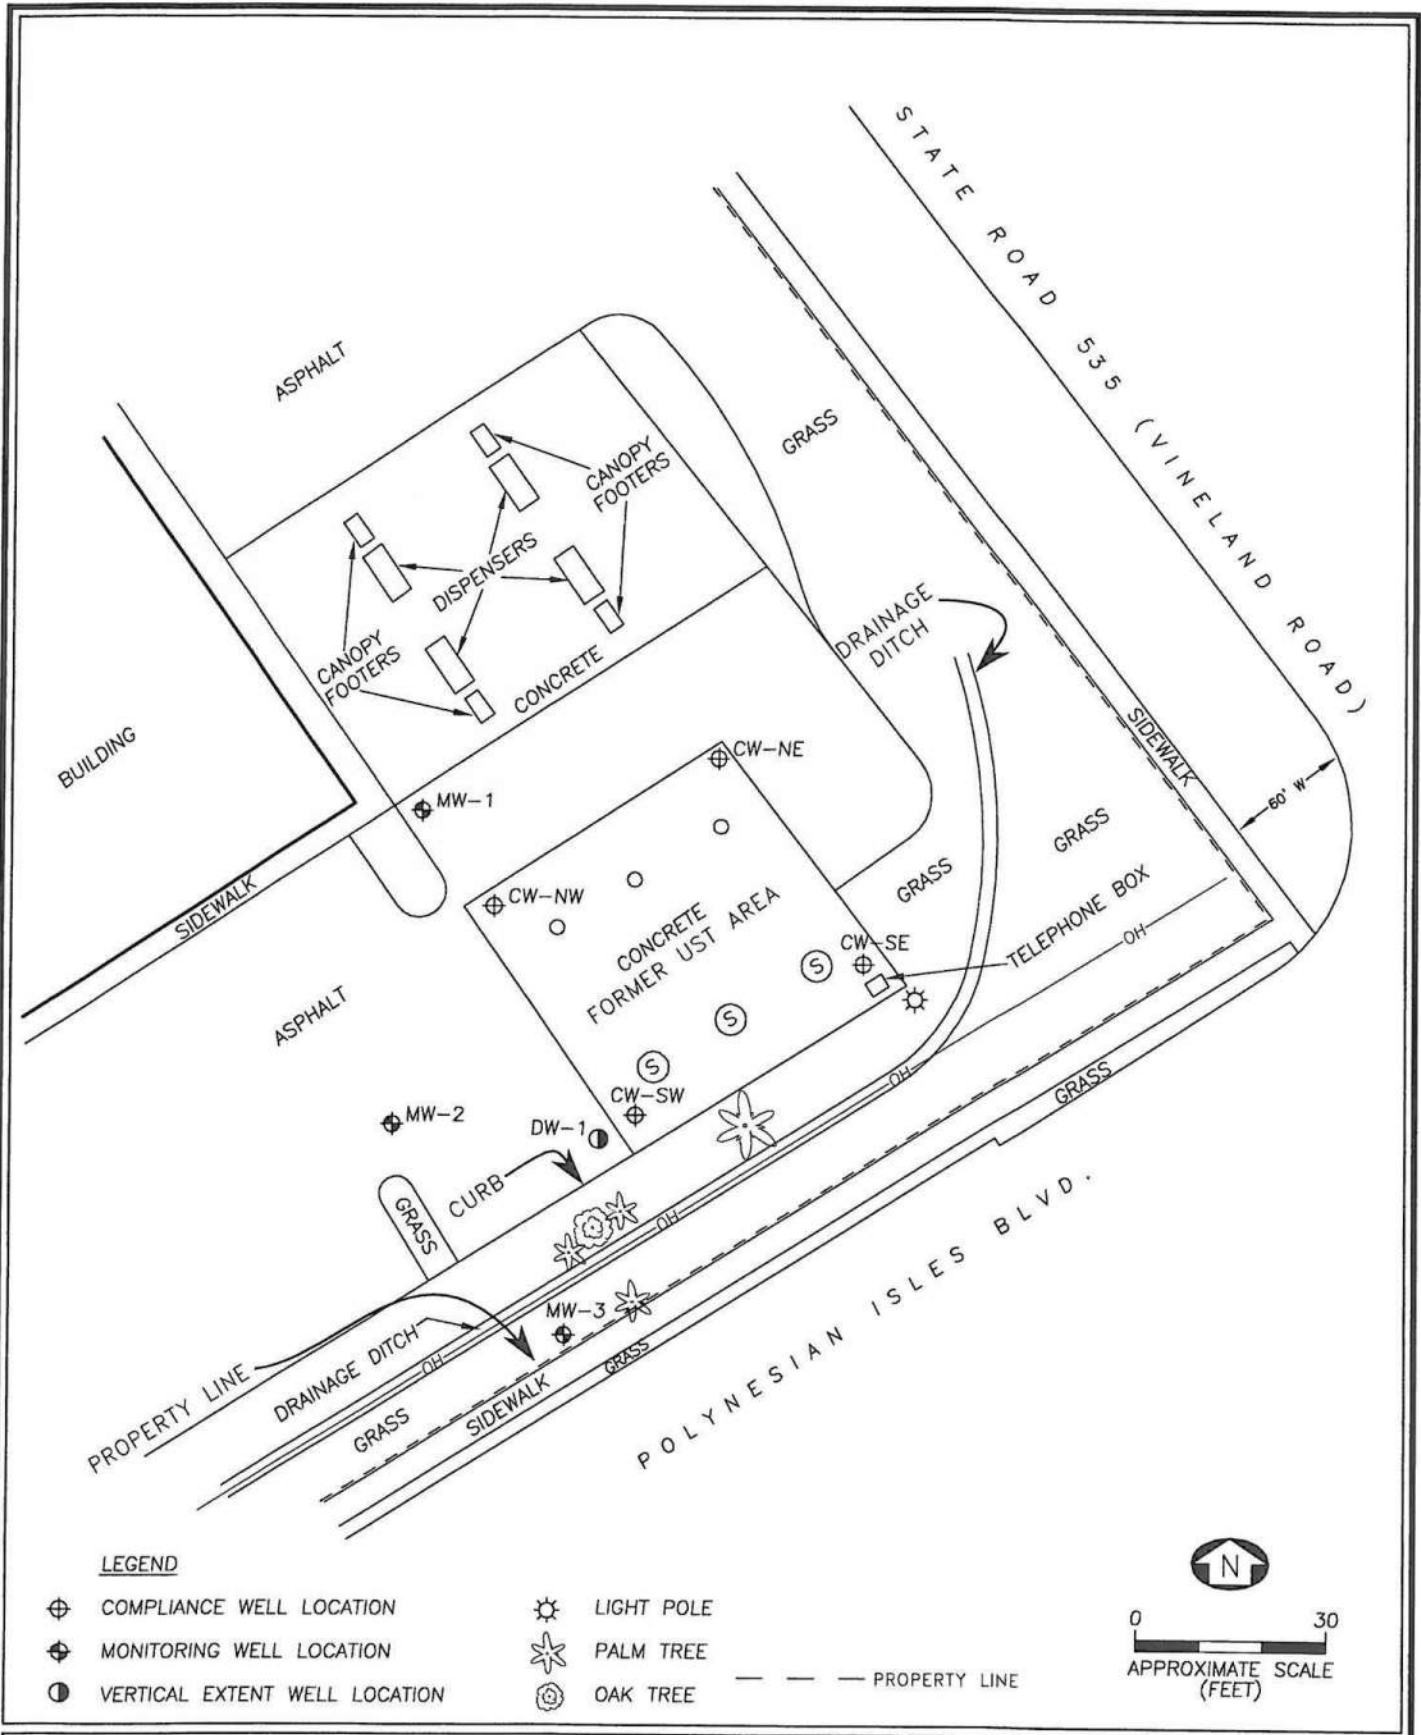 STATE ROAD 535 (VINELAND ROAD)
ASPHALT
GRASS
CANOPY
FOOTERS
DISPENSERS
DRAINAGE
DITCH
CANOPY
FOOTERS
CONCRETE
BUILDING
SIDEWALK
CW-NE
60' W
MW-1
GRASS
GRASS
CW-NW
SIDEWALK
TELEPHONE BOX
CONCRETE
FORMER UST AREA
CW-SE
OH
S
ASPHALT
S
S
OH
GRASS
CW-SW
MW-2
DW-1
CURB
GRASS
OH
POLYNESIAN ISLES BLVD.
MW-3
DRAINAGE DITCH
OH
GRASS
PROPERTY LINE
SIDEWALK
GRASS
LEGEND
COMPLIANCE WELL LOCATION
MONITORING WELL LOCATION
VERTICAL EXTENT WELL LOCATION
LIGHT POLE
PALM TREE
OAK TREE
PROPERTY LINE
N
0 30
APPROXIMATE SCALE
(FEET)